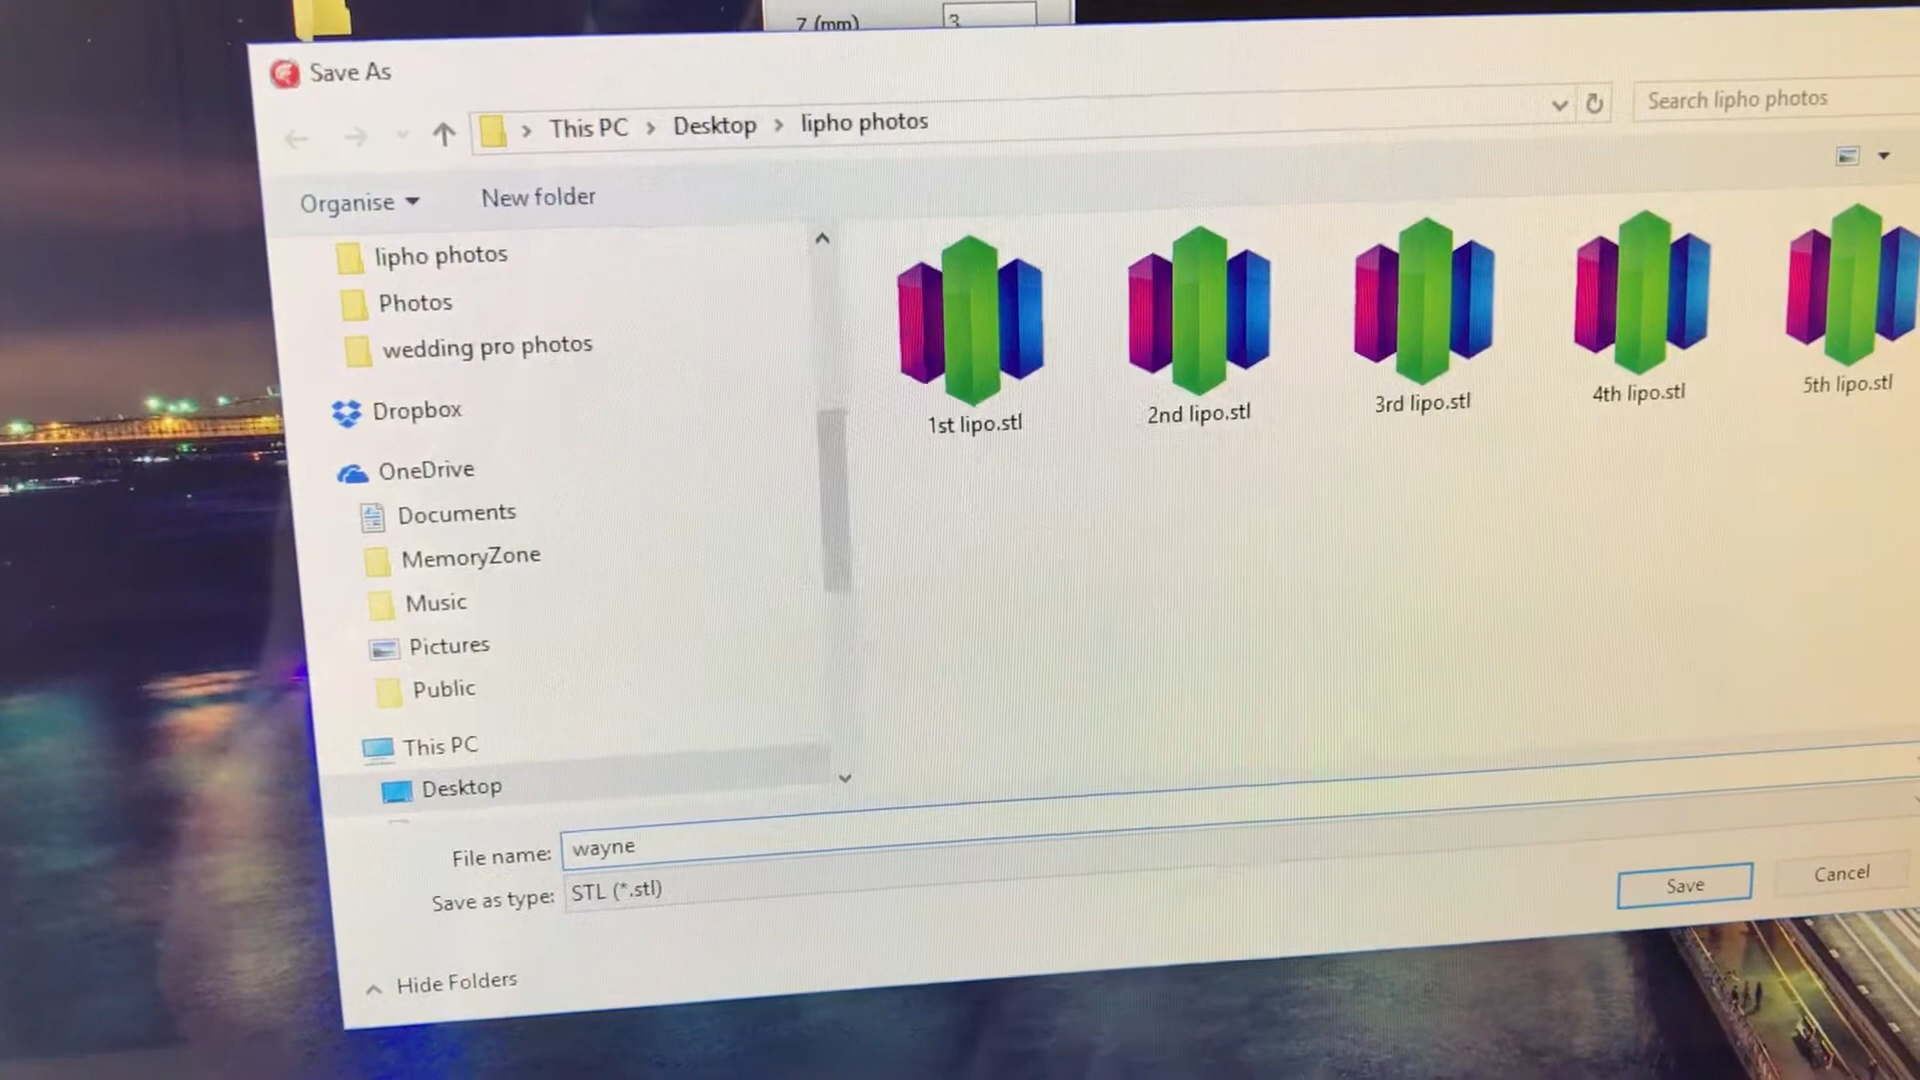 Z (mm) 3
Save As
This PC > Desktop > lipho photos
Search lipho photos
Organise
New folder
lipho photos
Photos
wedding pro photos
Dropbox
OneDrive
Documents
MemoryZone
Music
Pictures
Public
This PC
Desktop
1st lipo.stl
2nd lipo.stl
3rd lipo.stl
4th lipo.stl
5th lipo.stl
File name: wayne
Save as type: STL (*.stl)
Save
Cancel
Hide Folders